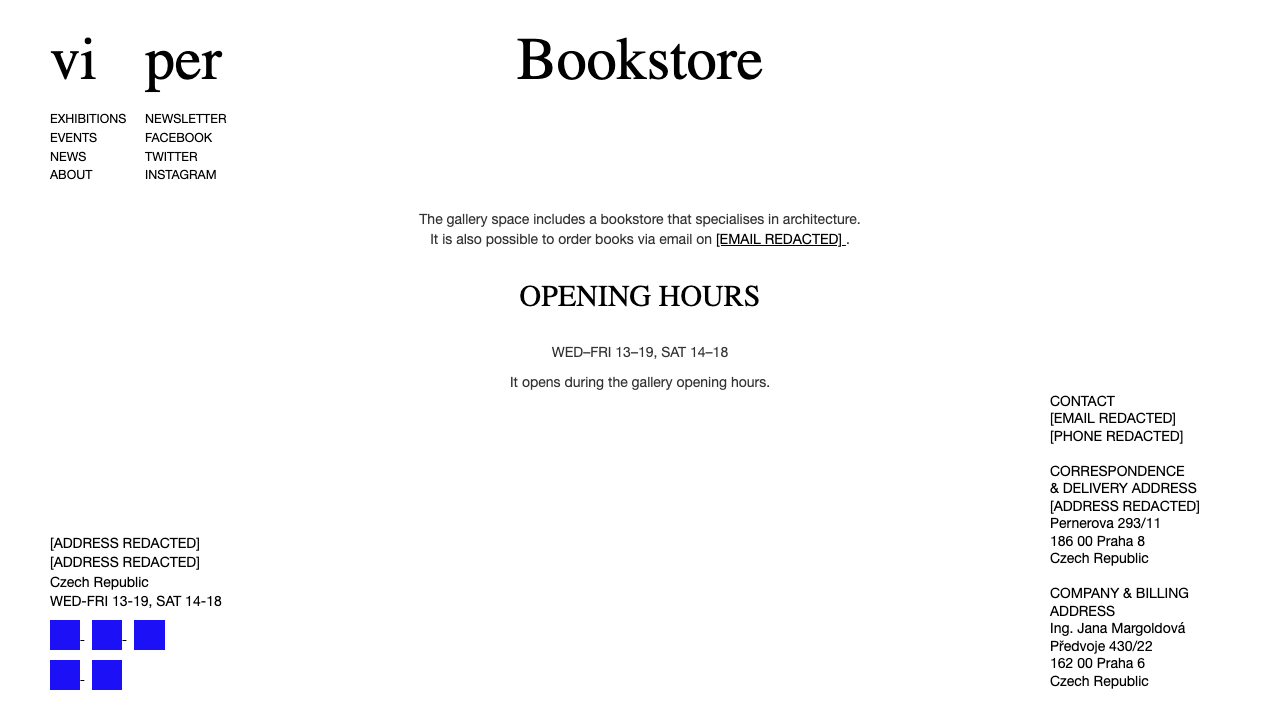 vi per
Bookstore
EXHIBITIONS
EVENTS
NEWS
ABOUT
NEWSLETTER
FACEBOOK
TWITTER
INSTAGRAM
The gallery space includes a bookstore that specialises in architecture.
It is also possible to order books via email on [EMAIL REDACTED] .
OPENING HOURS
WED–FRI 13–19, SAT 14–18
It opens during the gallery opening hours.
[ADDRESS REDACTED]
[ADDRESS REDACTED]
Czech Republic
WED-FRI 13-19, SAT 14-18
CONTACT
[EMAIL REDACTED]
[PHONE REDACTED]
CORRESPONDENCE
& DELIVERY ADDRESS
[ADDRESS REDACTED]
Pernerova 293/11
186 00 Praha 8
Czech Republic
COMPANY & BILLING
ADDRESS
Ing. Jana Margoldová
Předvoje 430/22
162 00 Praha 6
Czech Republic